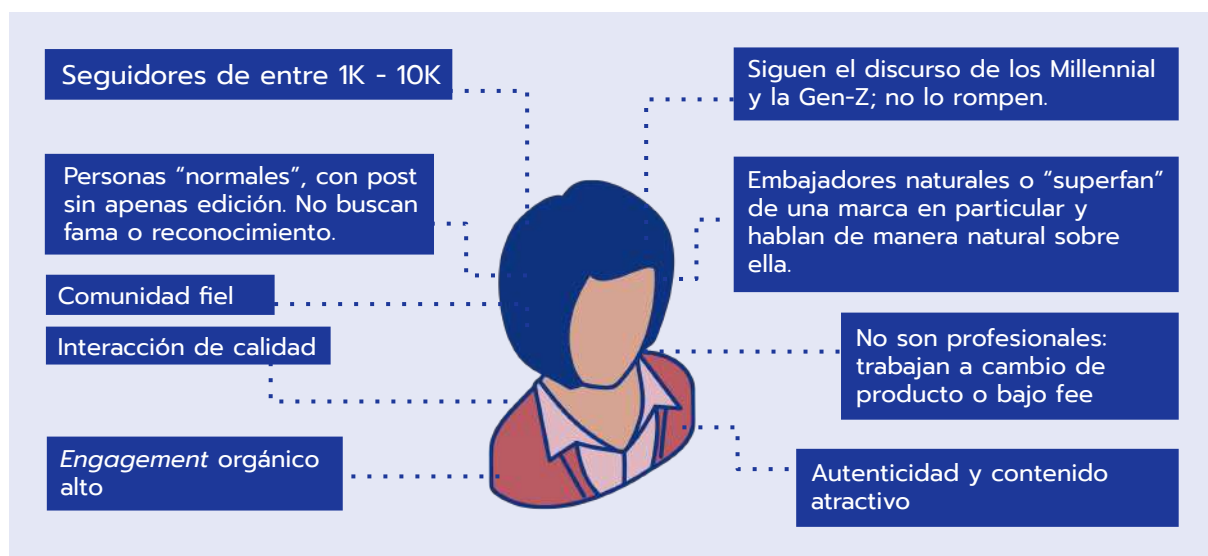 Seguidores de entre 1K - 10K
Personas “normales”, con post
sin apenas edición. No buscan
fama o reconocimiento.
Comunidad fiel
Interacción de calidad
Engagement orgánico
alto
Siguen el discurso de los Millennial
y la Gen-Z; no lo rompen.
Embajadores naturales o “superfan”
de una marca en particular y
hablan de manera natural sobre
ella.
No son profesionales:
trabajan a cambio de
producto o bajo fee
Autenticidad y contenido
atractivo